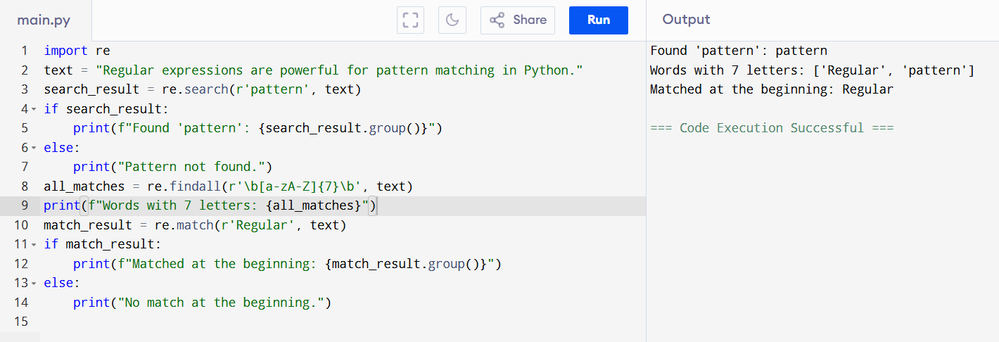 main.py
Share
Run
Output
1 import re
2 text = "Regular expressions are powerful for pattern matching in Python."
3 search_result = re.search(r'pattern', text)
4 if search_result:
5     print(f"Found 'pattern': {search_result.group()}")
6 else:
7     print("Pattern not found.")
8 all_matches = re.findall(r'\b[a-zA-Z]{7}\b', text)
9 print(f"Words with 7 letters: {all_matches}")
10 match_result = re.match(r'Regular', text)
11 if match_result:
12     print(f"Matched at the beginning: {match_result.group()}")
13 else:
14     print("No match at the beginning.")
15
Found 'pattern': pattern
Words with 7 letters: ['Regular', 'pattern']
Matched at the beginning: Regular
=== Code Execution Successful ===